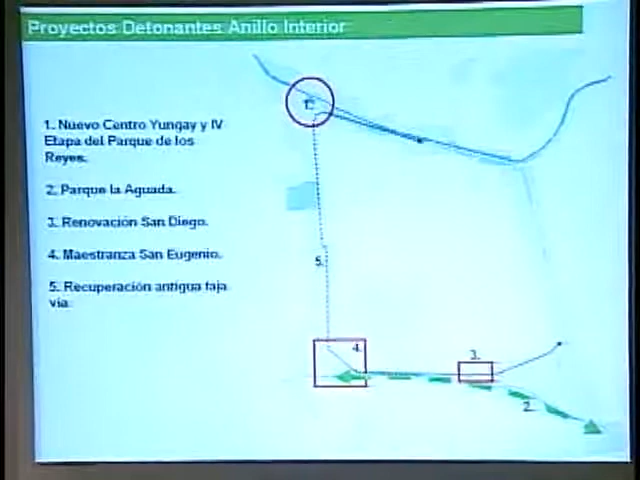 Proyectos Detonantes Anillo Interior
1. Nuevo Centro Yungay y IV
Etapa del Parque de los
Reyes.
2. Parque la Aguada.
3. Renovación San Diego.
4. Maestranza San Eugenio.
5. Recuperación antigua faja
vía
1.
5.
4.
3.
2.